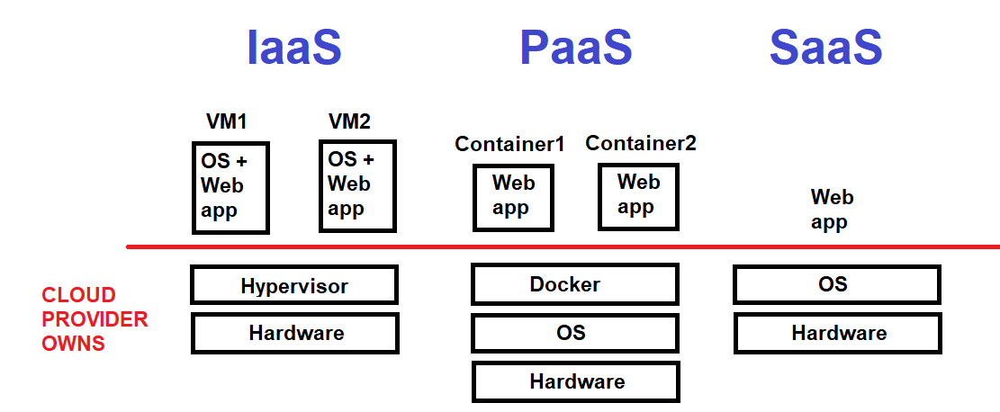 IaaS
PaaS
SaaS
VM1
VM2
OS +
Web
app
OS +
Web
app
Container1
Container2
Web
app
Web
app
Web
app
CLOUD
PROVIDER
OWNS
Hypervisor
Hardware
Docker
OS
Hardware
OS
Hardware